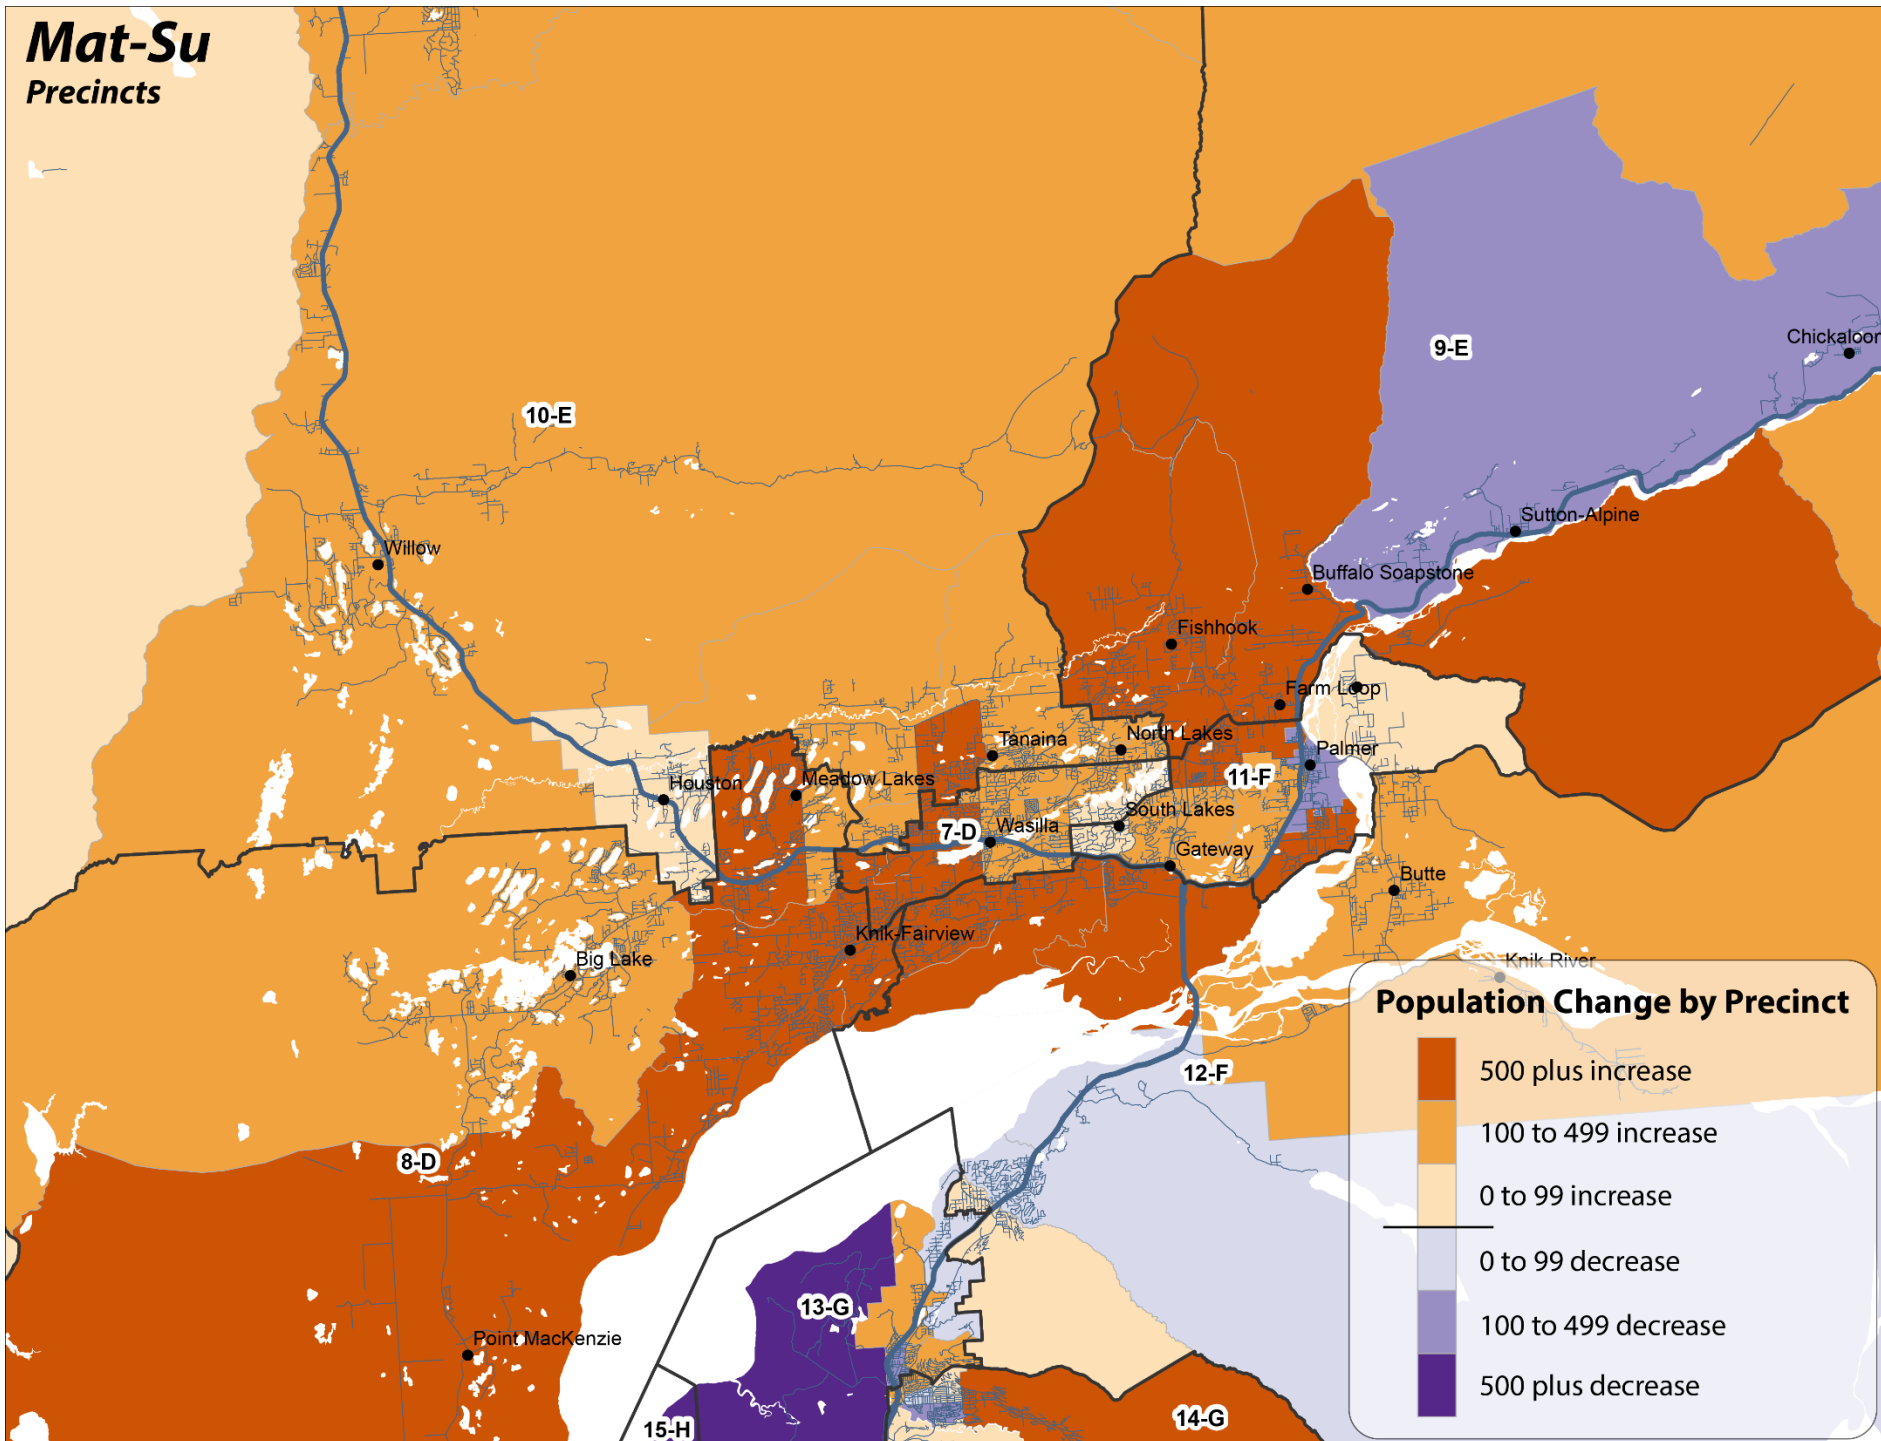 Mat-Su
Precincts
9-E
Chickaloon
10-E
Sutton-Alpine
Willow
Buffalo Soapstone
Fishhook
Farm Loop
Tanaina
North Lakes
Palmer
Houston
Meadow Lakes
11-F
South Lakes
7-D
Wasilla
Gateway
Butte
Knik-Fairview
Big Lake
Knik River
Population Change by Precinct
500 plus increase
12-F
100 to 499 increase
8-D
0 to 99 increase
0 to 99 decrease
13-G
100 to 499 decrease
Point MacKenzie
500 plus decrease
14-G
15-H